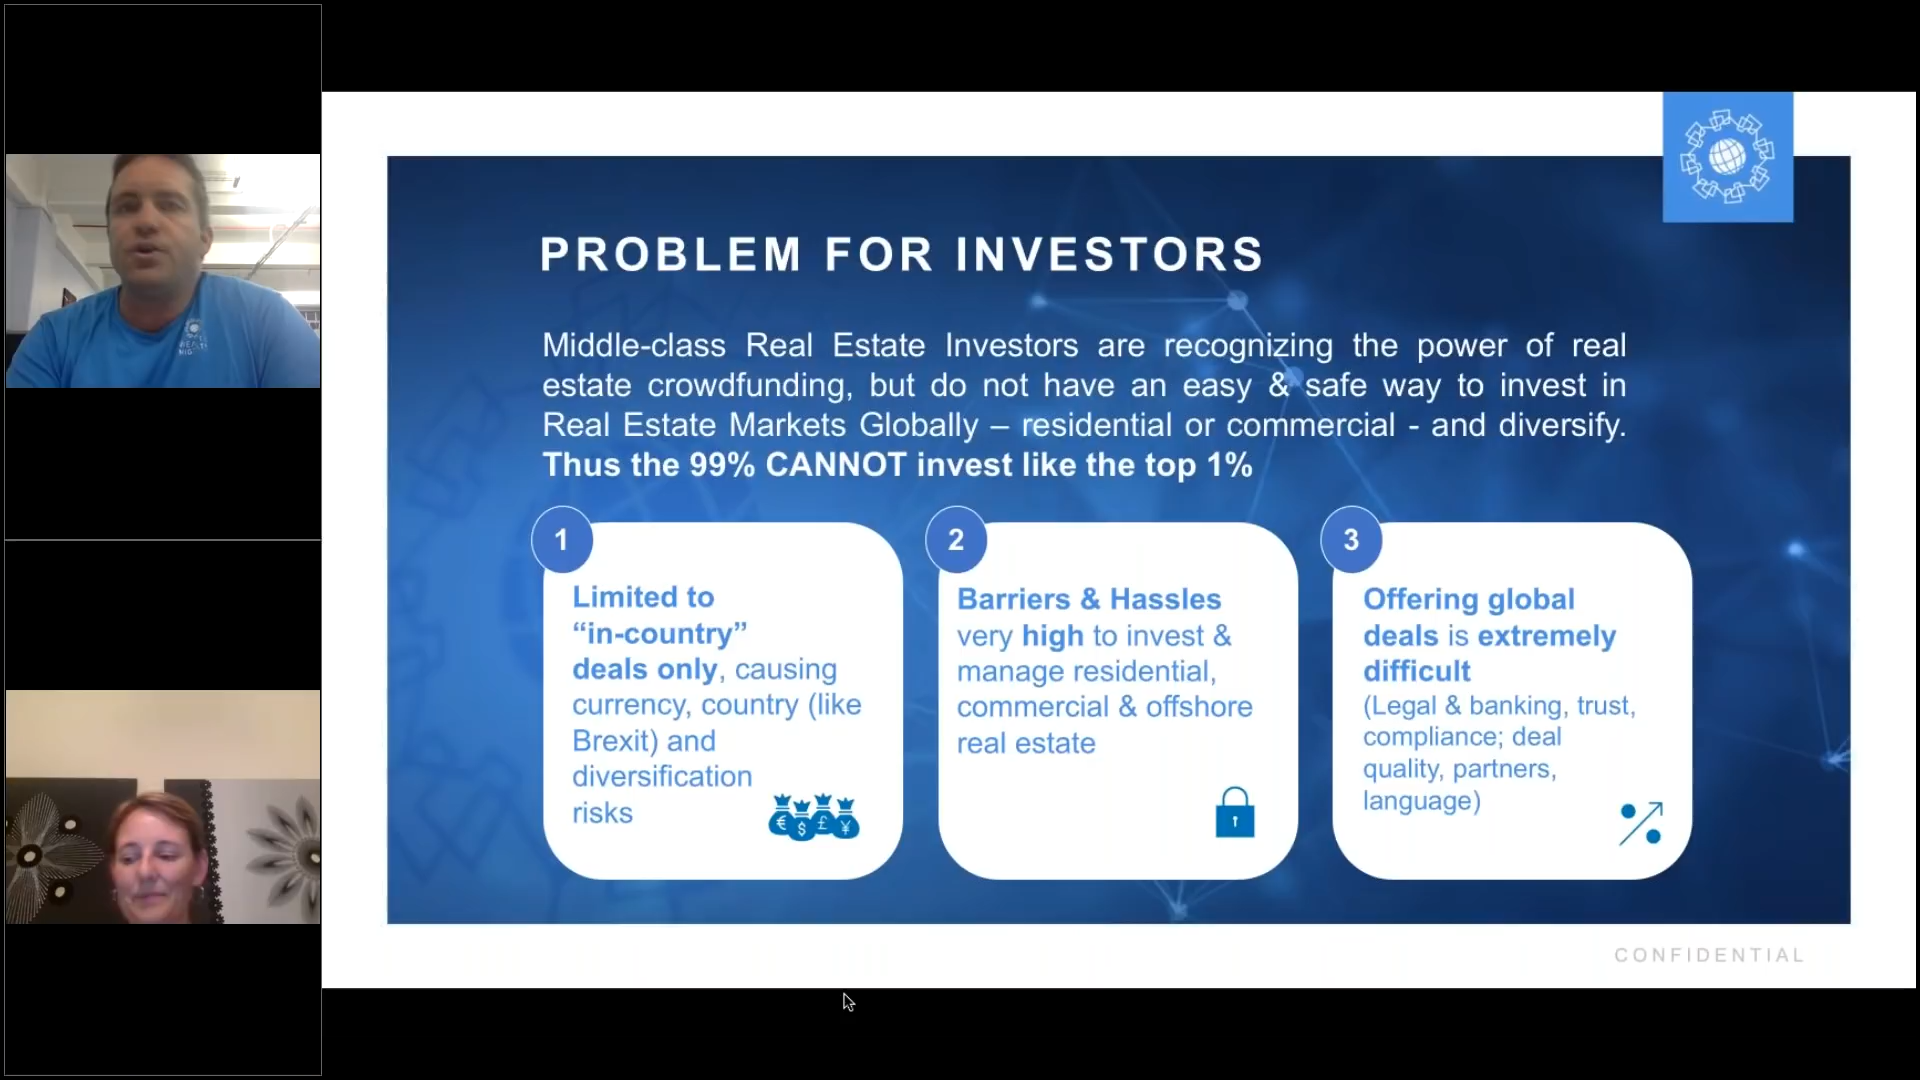 PROBLEM FOR INVESTORS
Middle-class Real Estate Investors are recognizing the power of real
estate crowdfunding, but do not have an easy & safe way to invest in
Real Estate Markets Globally – residential or commercial - and diversify.
Thus the 99% CANNOT invest like the top 1%
1
Limited to
“in-country”
deals only, causing
currency, country (like
Brexit) and
diversification
risks
€ $ £ ¥
2
Barriers & Hassles
very high to invest &
manage residential,
commercial & offshore
real estate
3
Offering global
deals is extremely
difficult
(Legal & banking, trust,
compliance; deal
quality, partners,
language)
CONFIDENTIAL